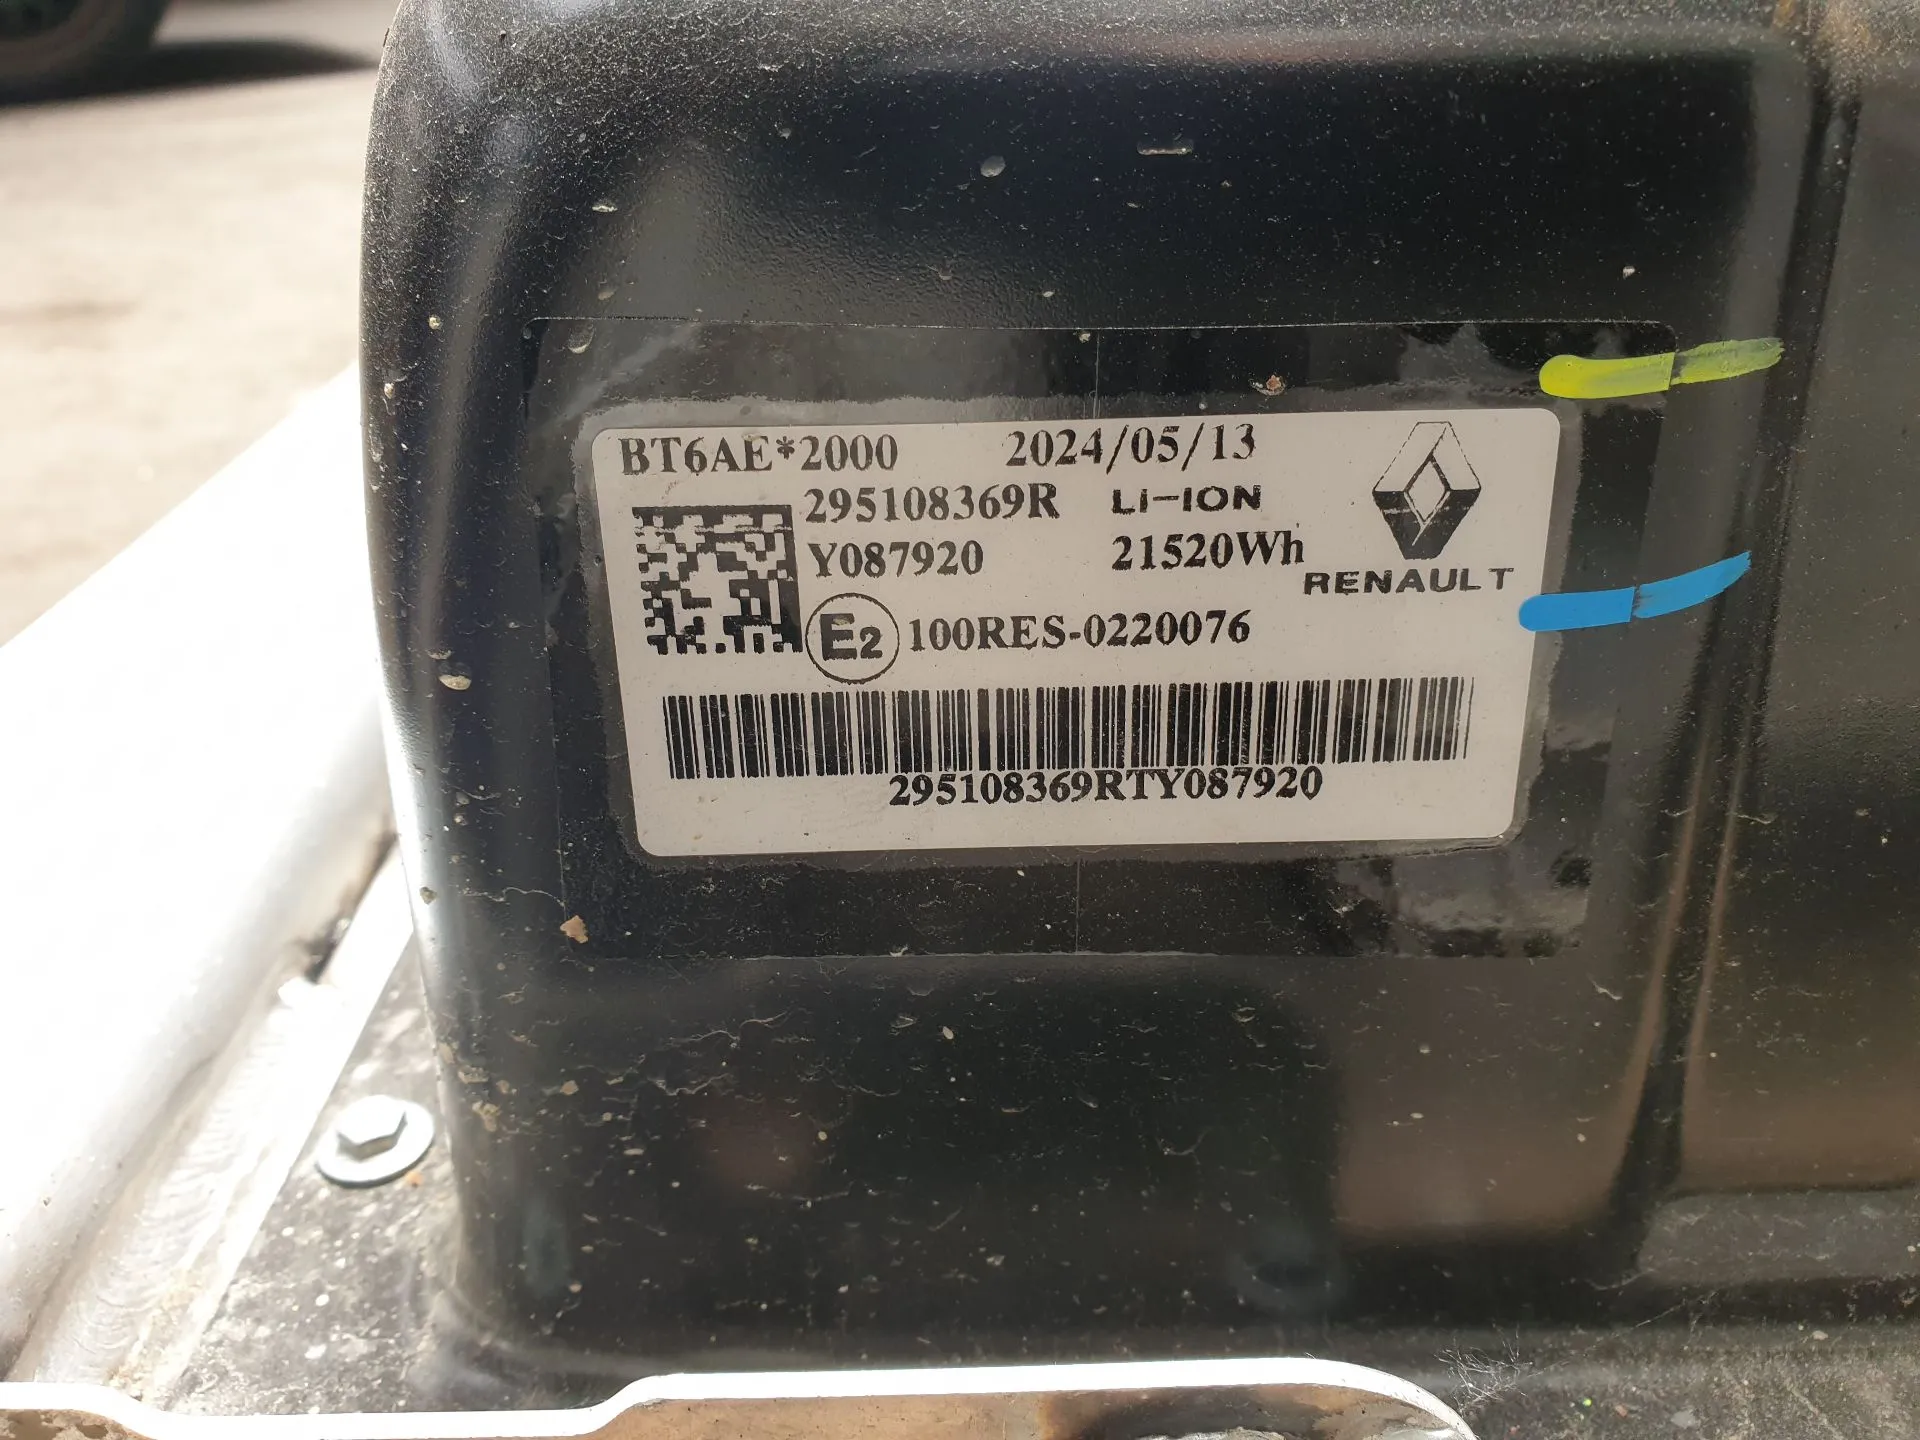 BT6AE*2000 2024/05/13
295108369R LI-ION
Y087920 21520Wh
RENAULT
E2 100RES-0220076
295108369RTY087920